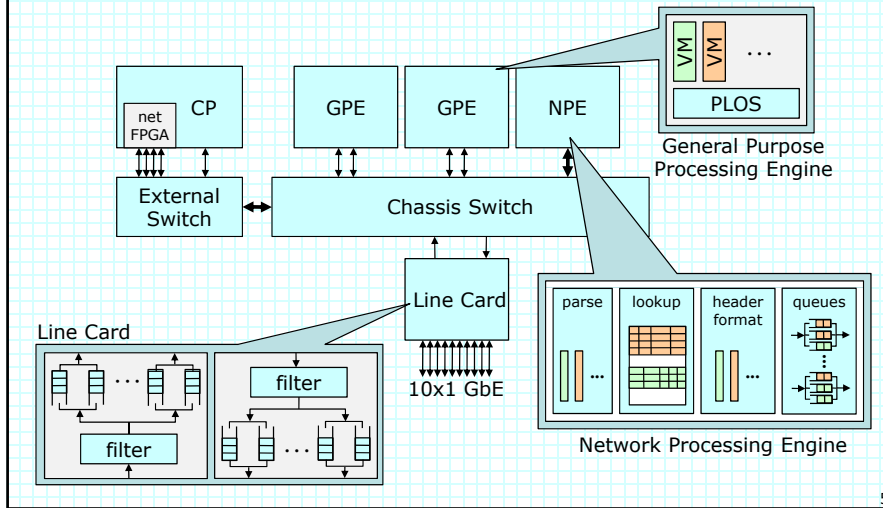 VM
VM
...
PLOS
General Purpose
Processing Engine
CP
net
FPGA
GPE
GPE
NPE
External
Switch
Chassis Switch
Line Card
10x1 GbE
Line Card
...
filter
filter
...
parse
...
lookup
header
format
...
queues
...
Network Processing Engine